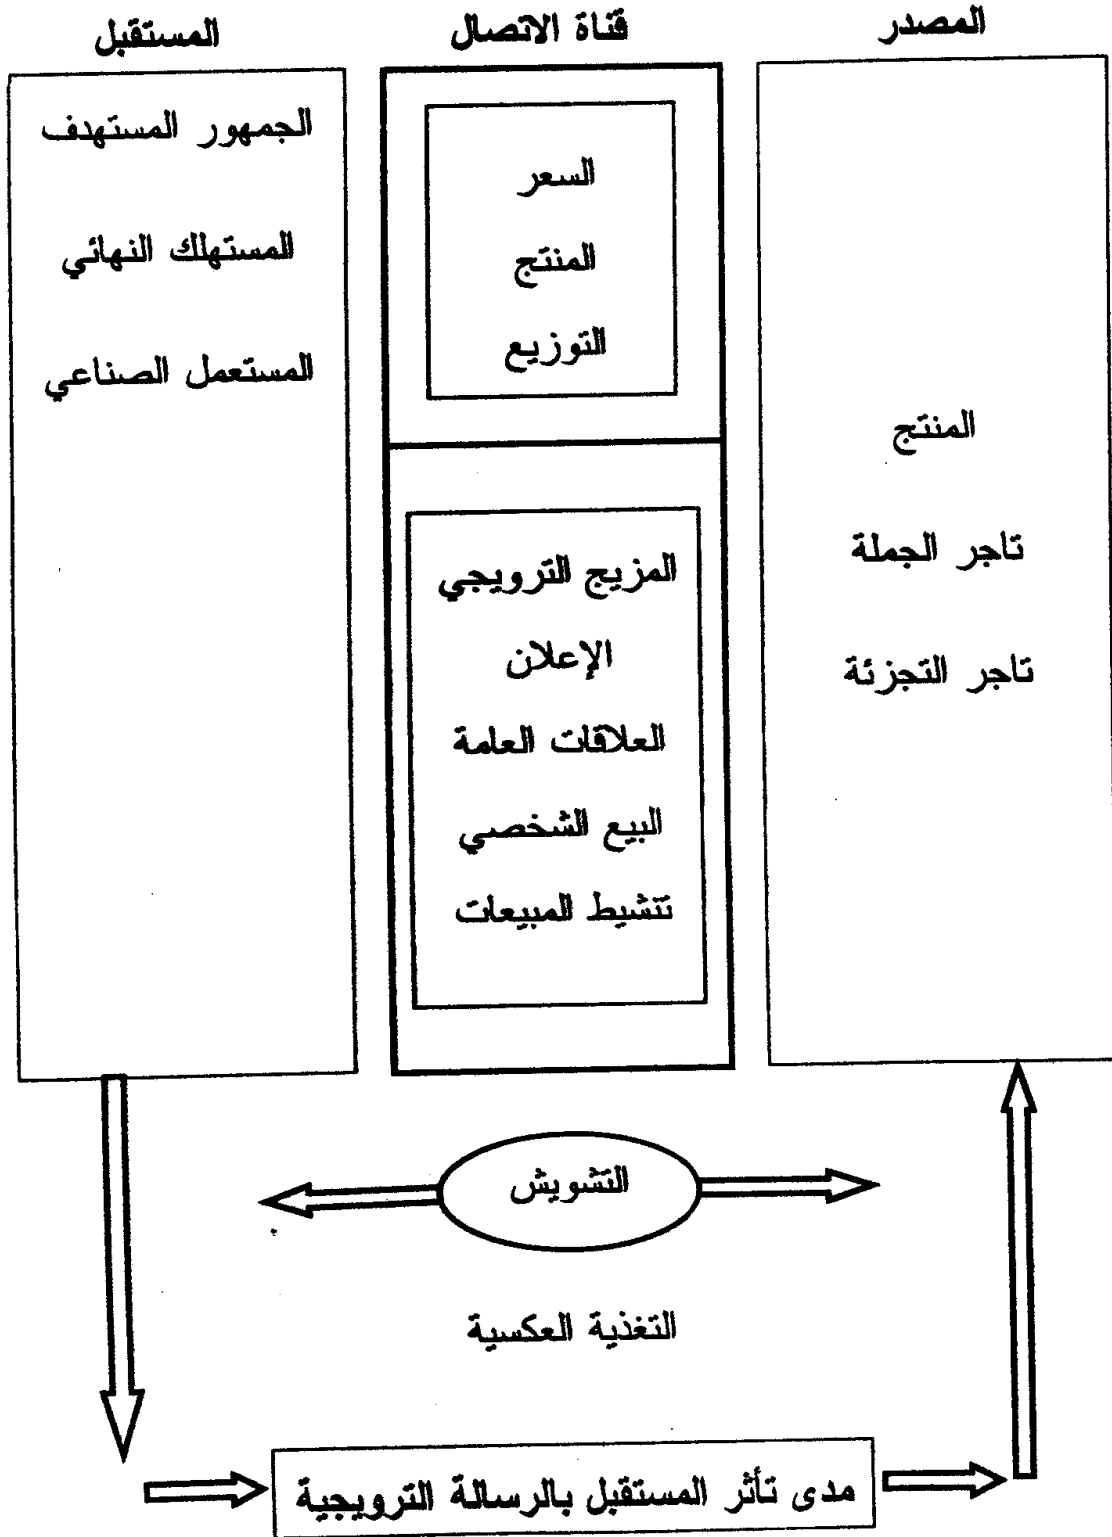 المصدر
قناة الاتصال
المستقبل
المنتج
تاجر الجملة
تاجر التجزئة
السعر
المنتج
التوزيع
المزيج الترويجي
الإعلان
العلاقات العامة
البيع الشخصي
تنشيط المبيعات
الجمهور المستهدف
المستهلك النهائي
المستعمل الصناعي
التشويش
التغذية العكسية
مدى تأثر المستقبل بالرسالة الترويجية